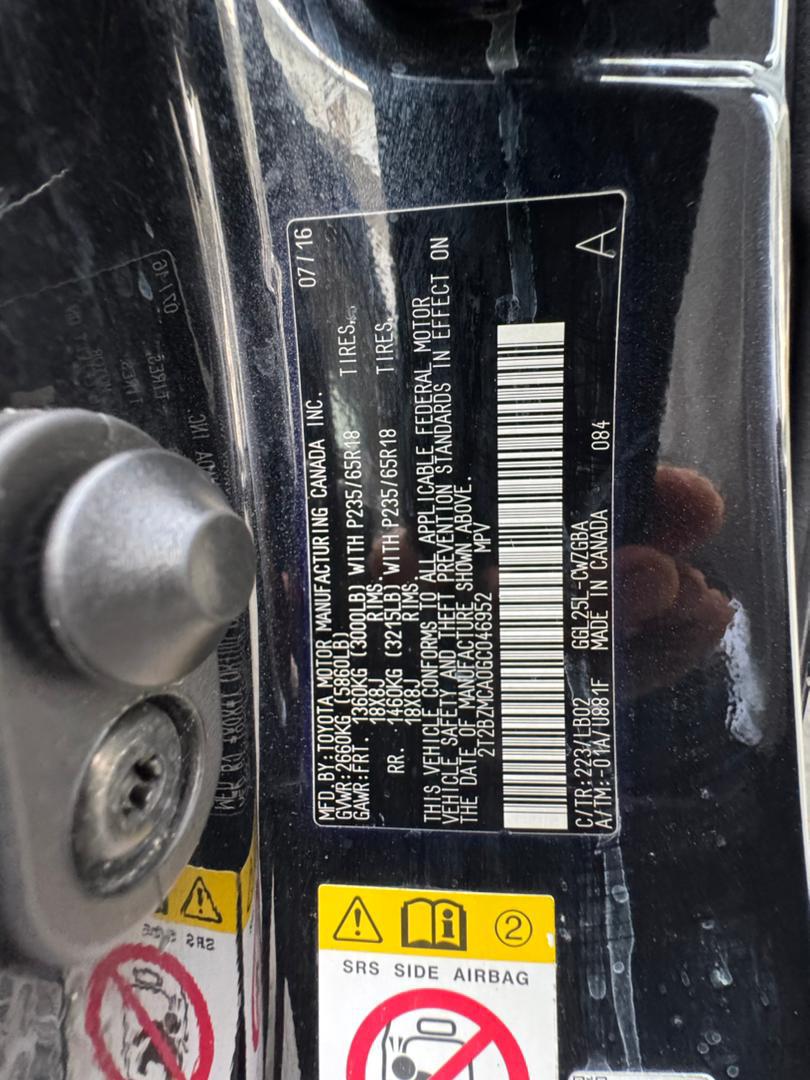 07/16
MFD. BY:TOYOTA MOTOR MANUFACTURING CANADA INC.
GVWR:2660KG (5860LB)
GAWR:FRT. 1360KG (3000LB) WITH P235/65R18 TIRES,
18X8J RIMS.
RR. 1460KG (3215LB) WITH P235/65R18 TIRES,
18X8J RIMS.
THIS VEHICLE CONFORMS TO ALL APPLICABLE FEDERAL MOTOR
VEHICLE SAFETY AND THEFT PREVENTION STANDARDS IN EFFECT ON
THE DATE OF MANUFACTURE SHOWN ABOVE.
2T2BZMCA0GC046952 MPV
C/TR:223/LB02 GGL25L-CWZGBA
A/TM:-01A/U881F MADE IN CANADA 084
A
2
SRS SIDE AIRBAG